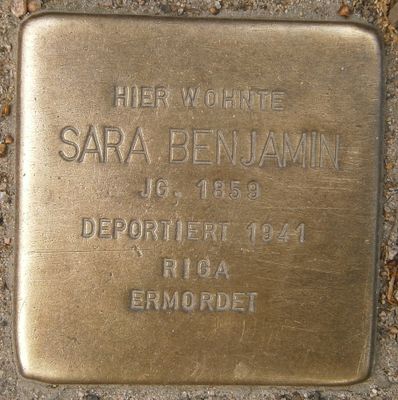 HIER WOHNTE
SARA BENJAMIN
JG. 1859
DEPORTIERT 1941
RIGA
ERMORDET